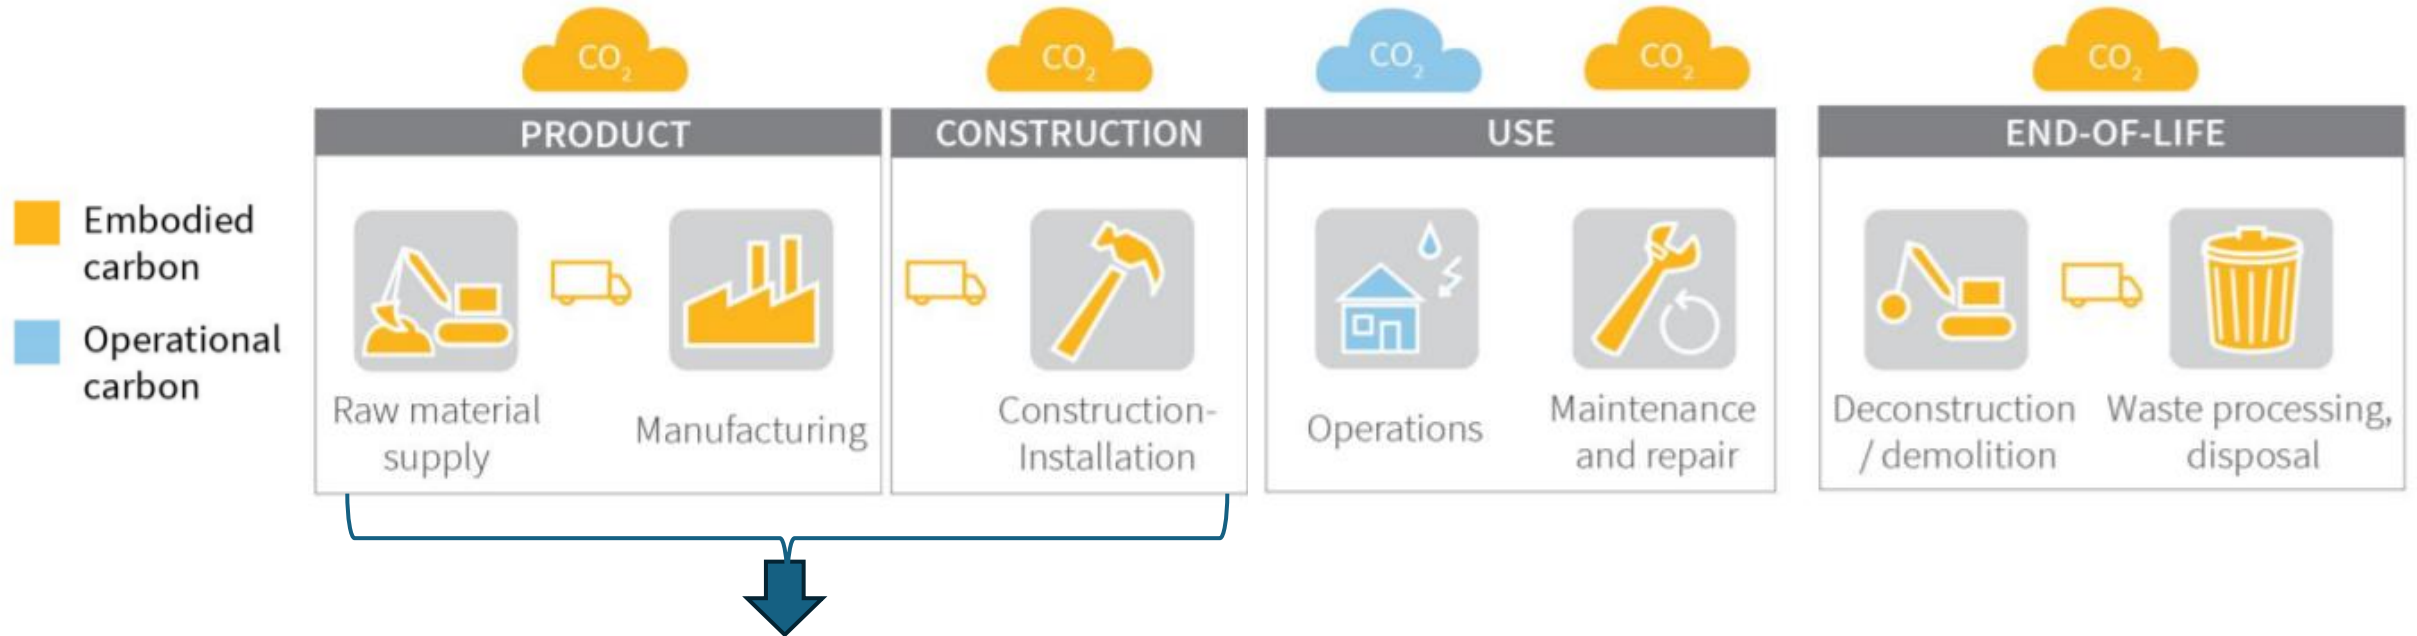 CO2
CO2
CO2
CO2
CO2
PRODUCT
CONSTRUCTION
USE
END-OF-LIFE
Embodied
carbon
Operational
carbon
Raw material
supply
Manufacturing
Construction-
Installation
Operations
Maintenance
and repair
Deconstruction
/ demolition
Waste processing,
disposal